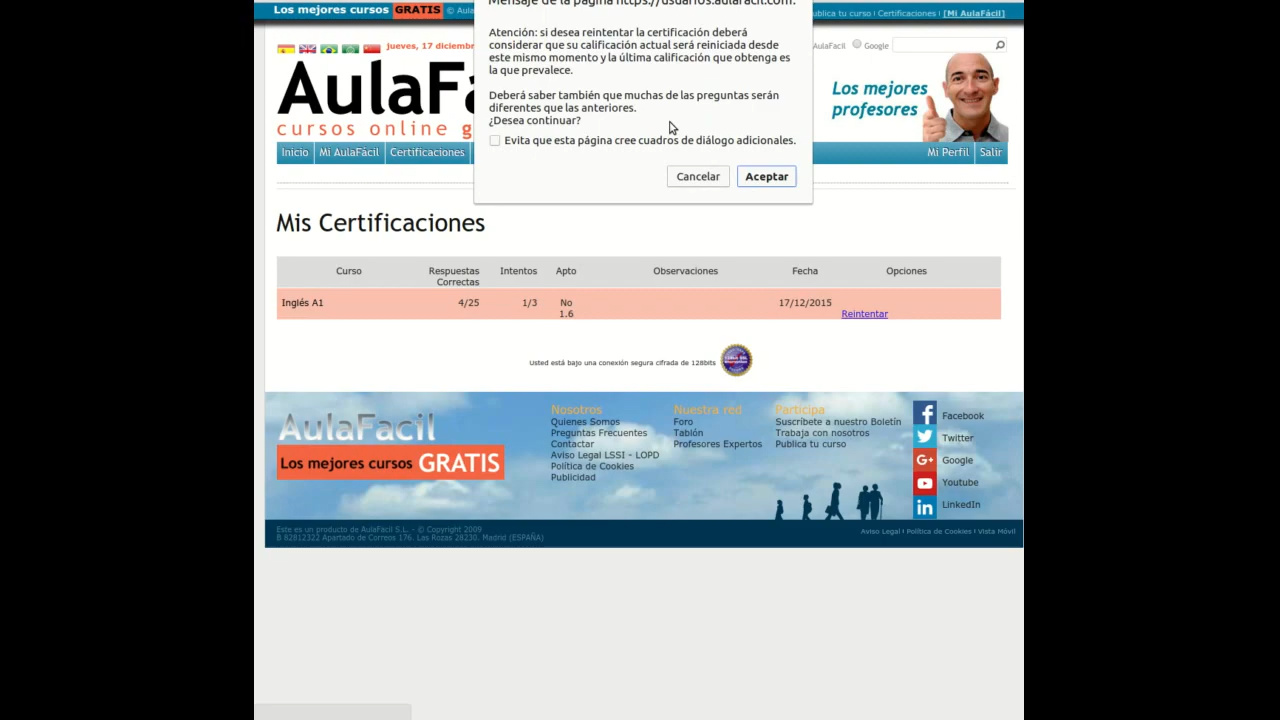 Los mejores cursos GRATIS © Aula
Publica tu curso | Certificaciones | [Mi AulaFácil]
Mensaje de la página https://usuarios.aulafacil.com:
Atención: si desea reintentar la certificación deberá
considerar que su calificación actual será reiniciada desde
este mismo momento y la última calificación que obtenga es
la que prevalece.
Deberá saber también que muchas de las preguntas serán
diferentes que las anteriores.
¿Desea continuar?
Evita que esta página cree cuadros de diálogo adicionales.
Cancelar Aceptar
jueves, 17 diciembr
AulaFacil Google
AulaFa
cursos online g
Los mejores
profesores
Inicio Mi AulaFácil Certificaciones Mi Perfil Salir
Mis Certificaciones
Curso Respuestas Correctas Intentos Apto Observaciones Fecha Opciones
Inglés A1 4/25 1/3 No 1.6 17/12/2015 Reintentar
Usted está bajo una conexión segura cifrada de 128bits
AulaFacil
Los mejores cursos GRATIS
Nosotros
Quienes Somos
Preguntas Frecuentes
Contactar
Aviso Legal LSSI - LOPD
Política de Cookies
Publicidad
Nuestra red
Foro
Tablón
Profesores Expertos
Participa
Suscríbete a nuestro Boletín
Trabaja con nosotros
Publica tu curso
Facebook
Twitter
Google
Youtube
LinkedIn
Este es un producto de AulaFácil S.L. - © Copyright 2009
B 82812322 Apartado de Correos 176. Las Rozas 28230. Madrid (ESPAÑA)
Aviso Legal | Política de Cookies | Vista Móvil